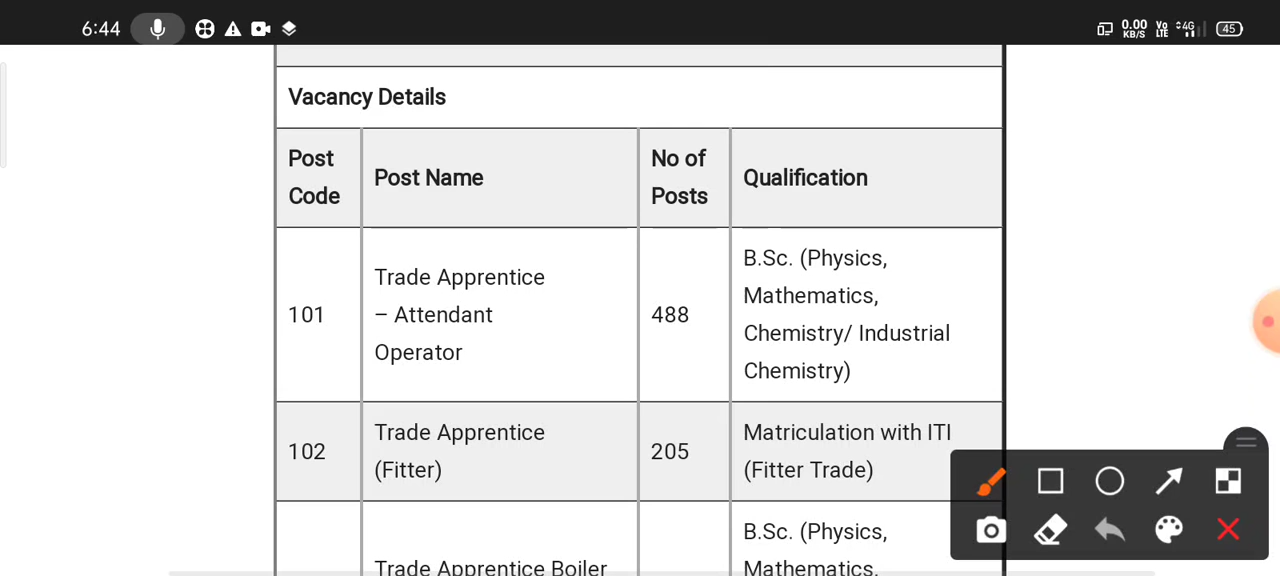 6:44
0.00
KB/S
Vo
LTE
4G
45
Vacancy Details
Post
Code
Post Name
No of
Posts
Qualification
101
Trade Apprentice
– Attendant
Operator
488
B.Sc. (Physics,
Mathematics,
Chemistry/ Industrial
Chemistry)
102
Trade Apprentice
(Fitter)
205
Matriculation with ITI
(Fitter Trade)
Trade Apprentice Boiler
B.Sc. (Physics,
Mathematics,